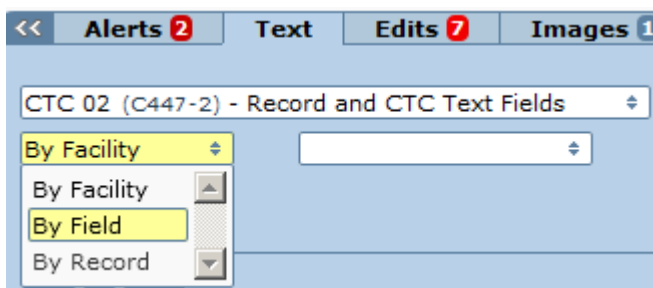 << Alerts 2 Text Edits 7 Images 1
CTC 02 (C447-2) - Record and CTC Text Fields
By Facility
By Facility
By Field
By Record